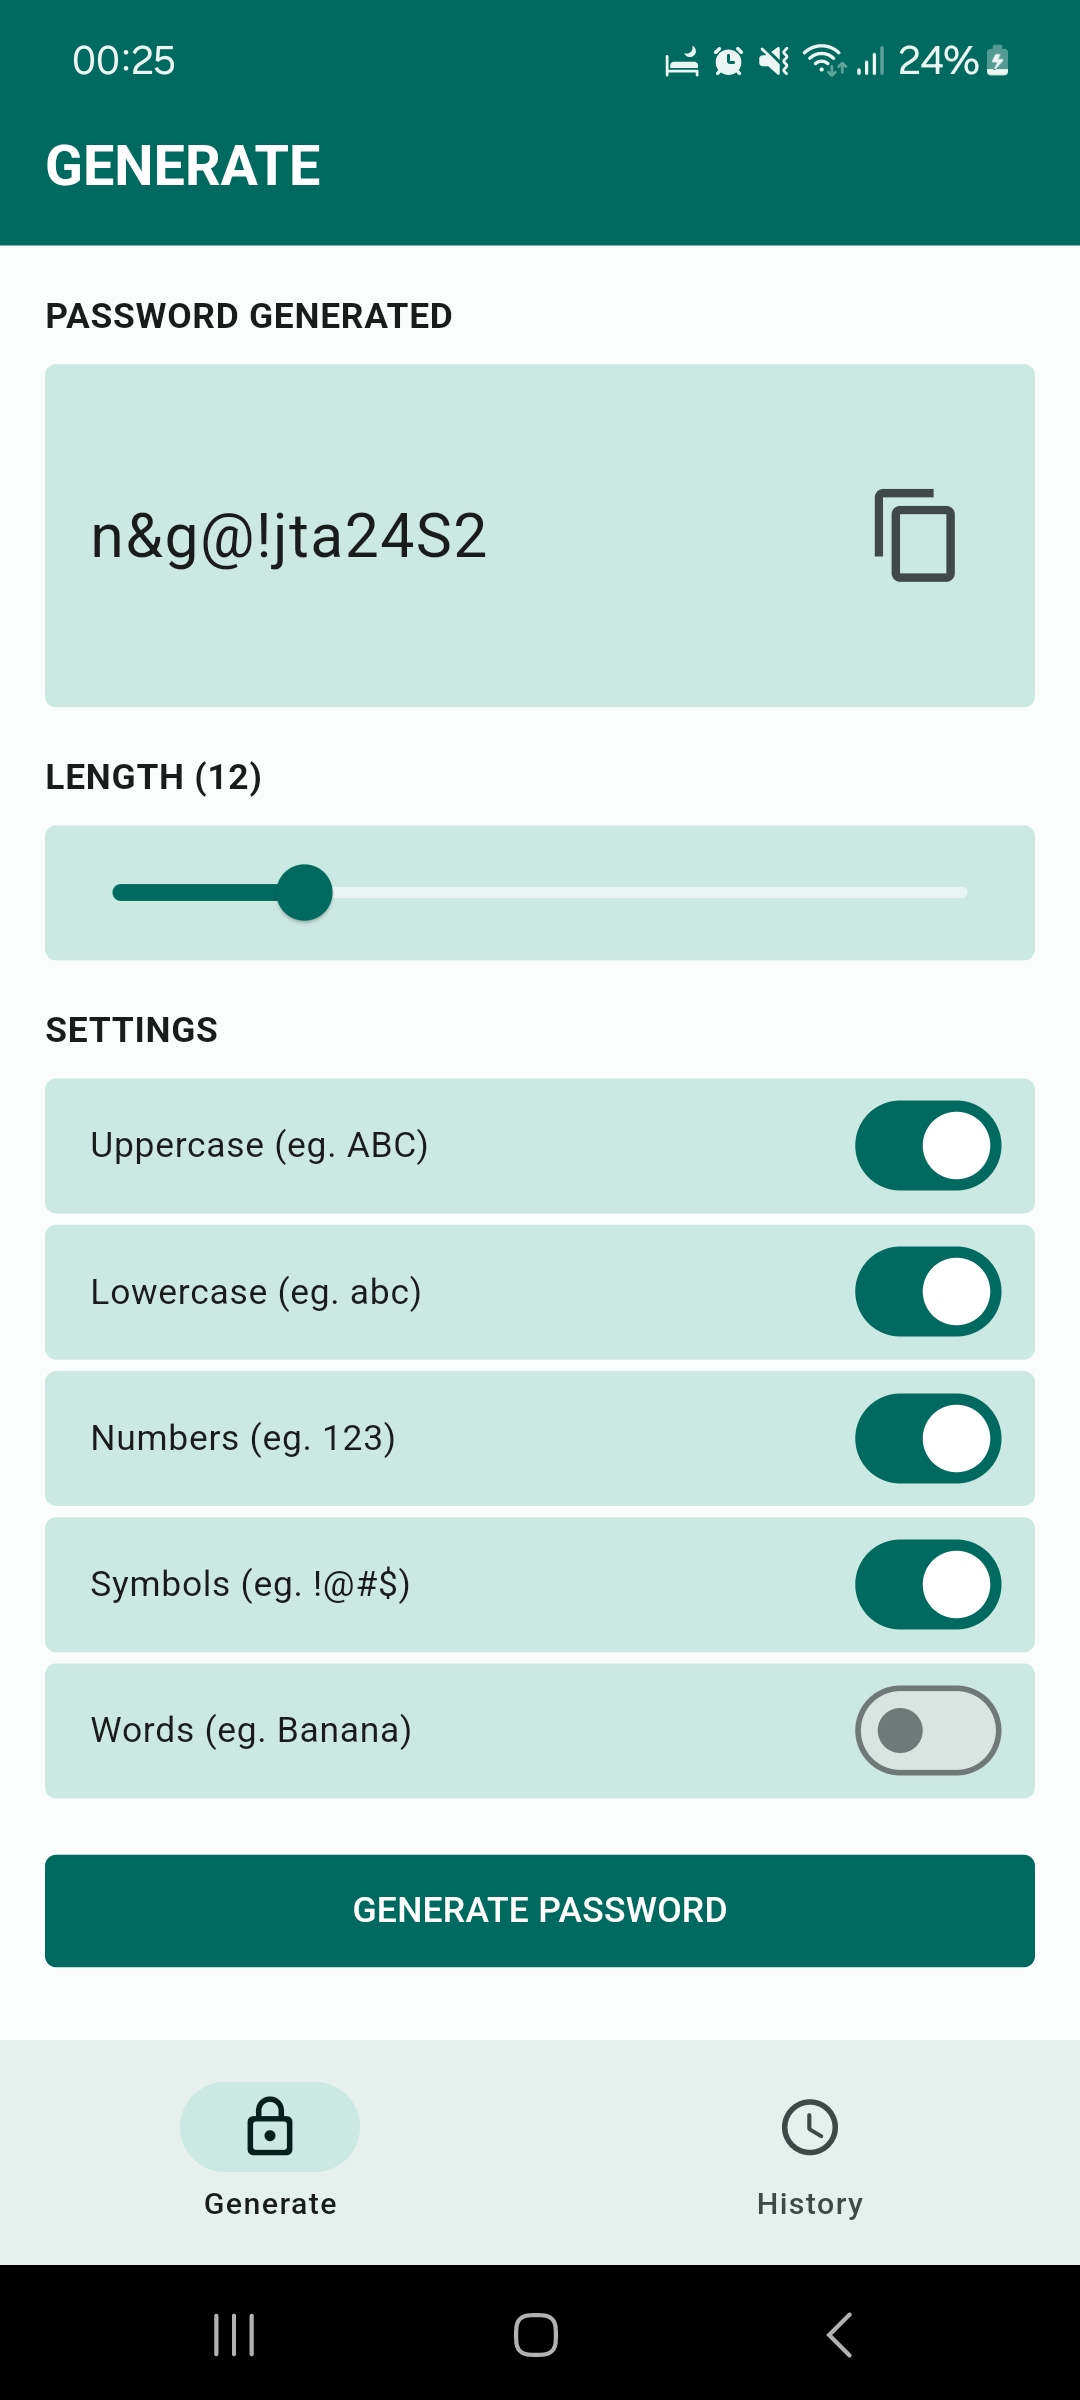 00:25 24%
GENERATE
PASSWORD GENERATED
n&g@!jta24S2
LENGTH (12)
SETTINGS
Uppercase (eg. ABC)
Lowercase (eg. abc)
Numbers (eg. 123)
Symbols (eg. !@#$)
Words (eg. Banana)
GENERATE PASSWORD
Generate History